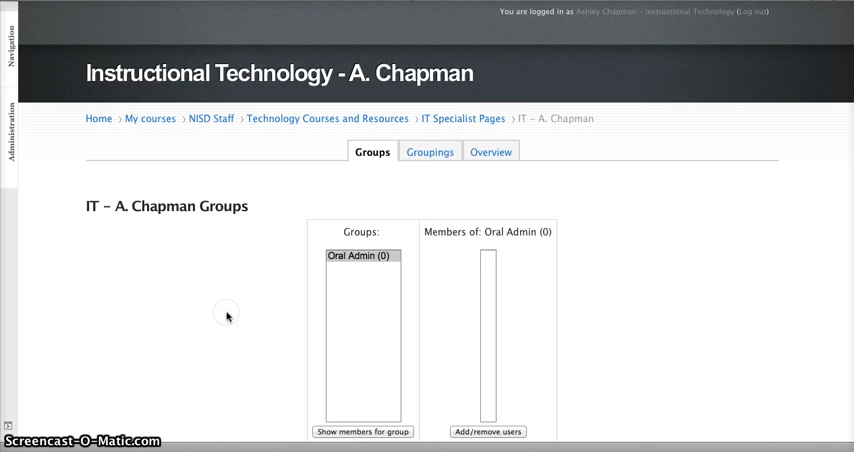 You are logged in as Ashley Chapman - Instructional Technology (Log out)
Navigation
Administration
Instructional Technology - A. Chapman
Home › My courses › NISD Staff › Technology Courses and Resources › IT Specialist Pages › IT - A. Chapman
Groups Groupings Overview
IT - A. Chapman Groups
Groups: Members of: Oral Admin (0)
Oral Admin (0)
Show members for group Add/remove users
Screencast-O-Matic.com